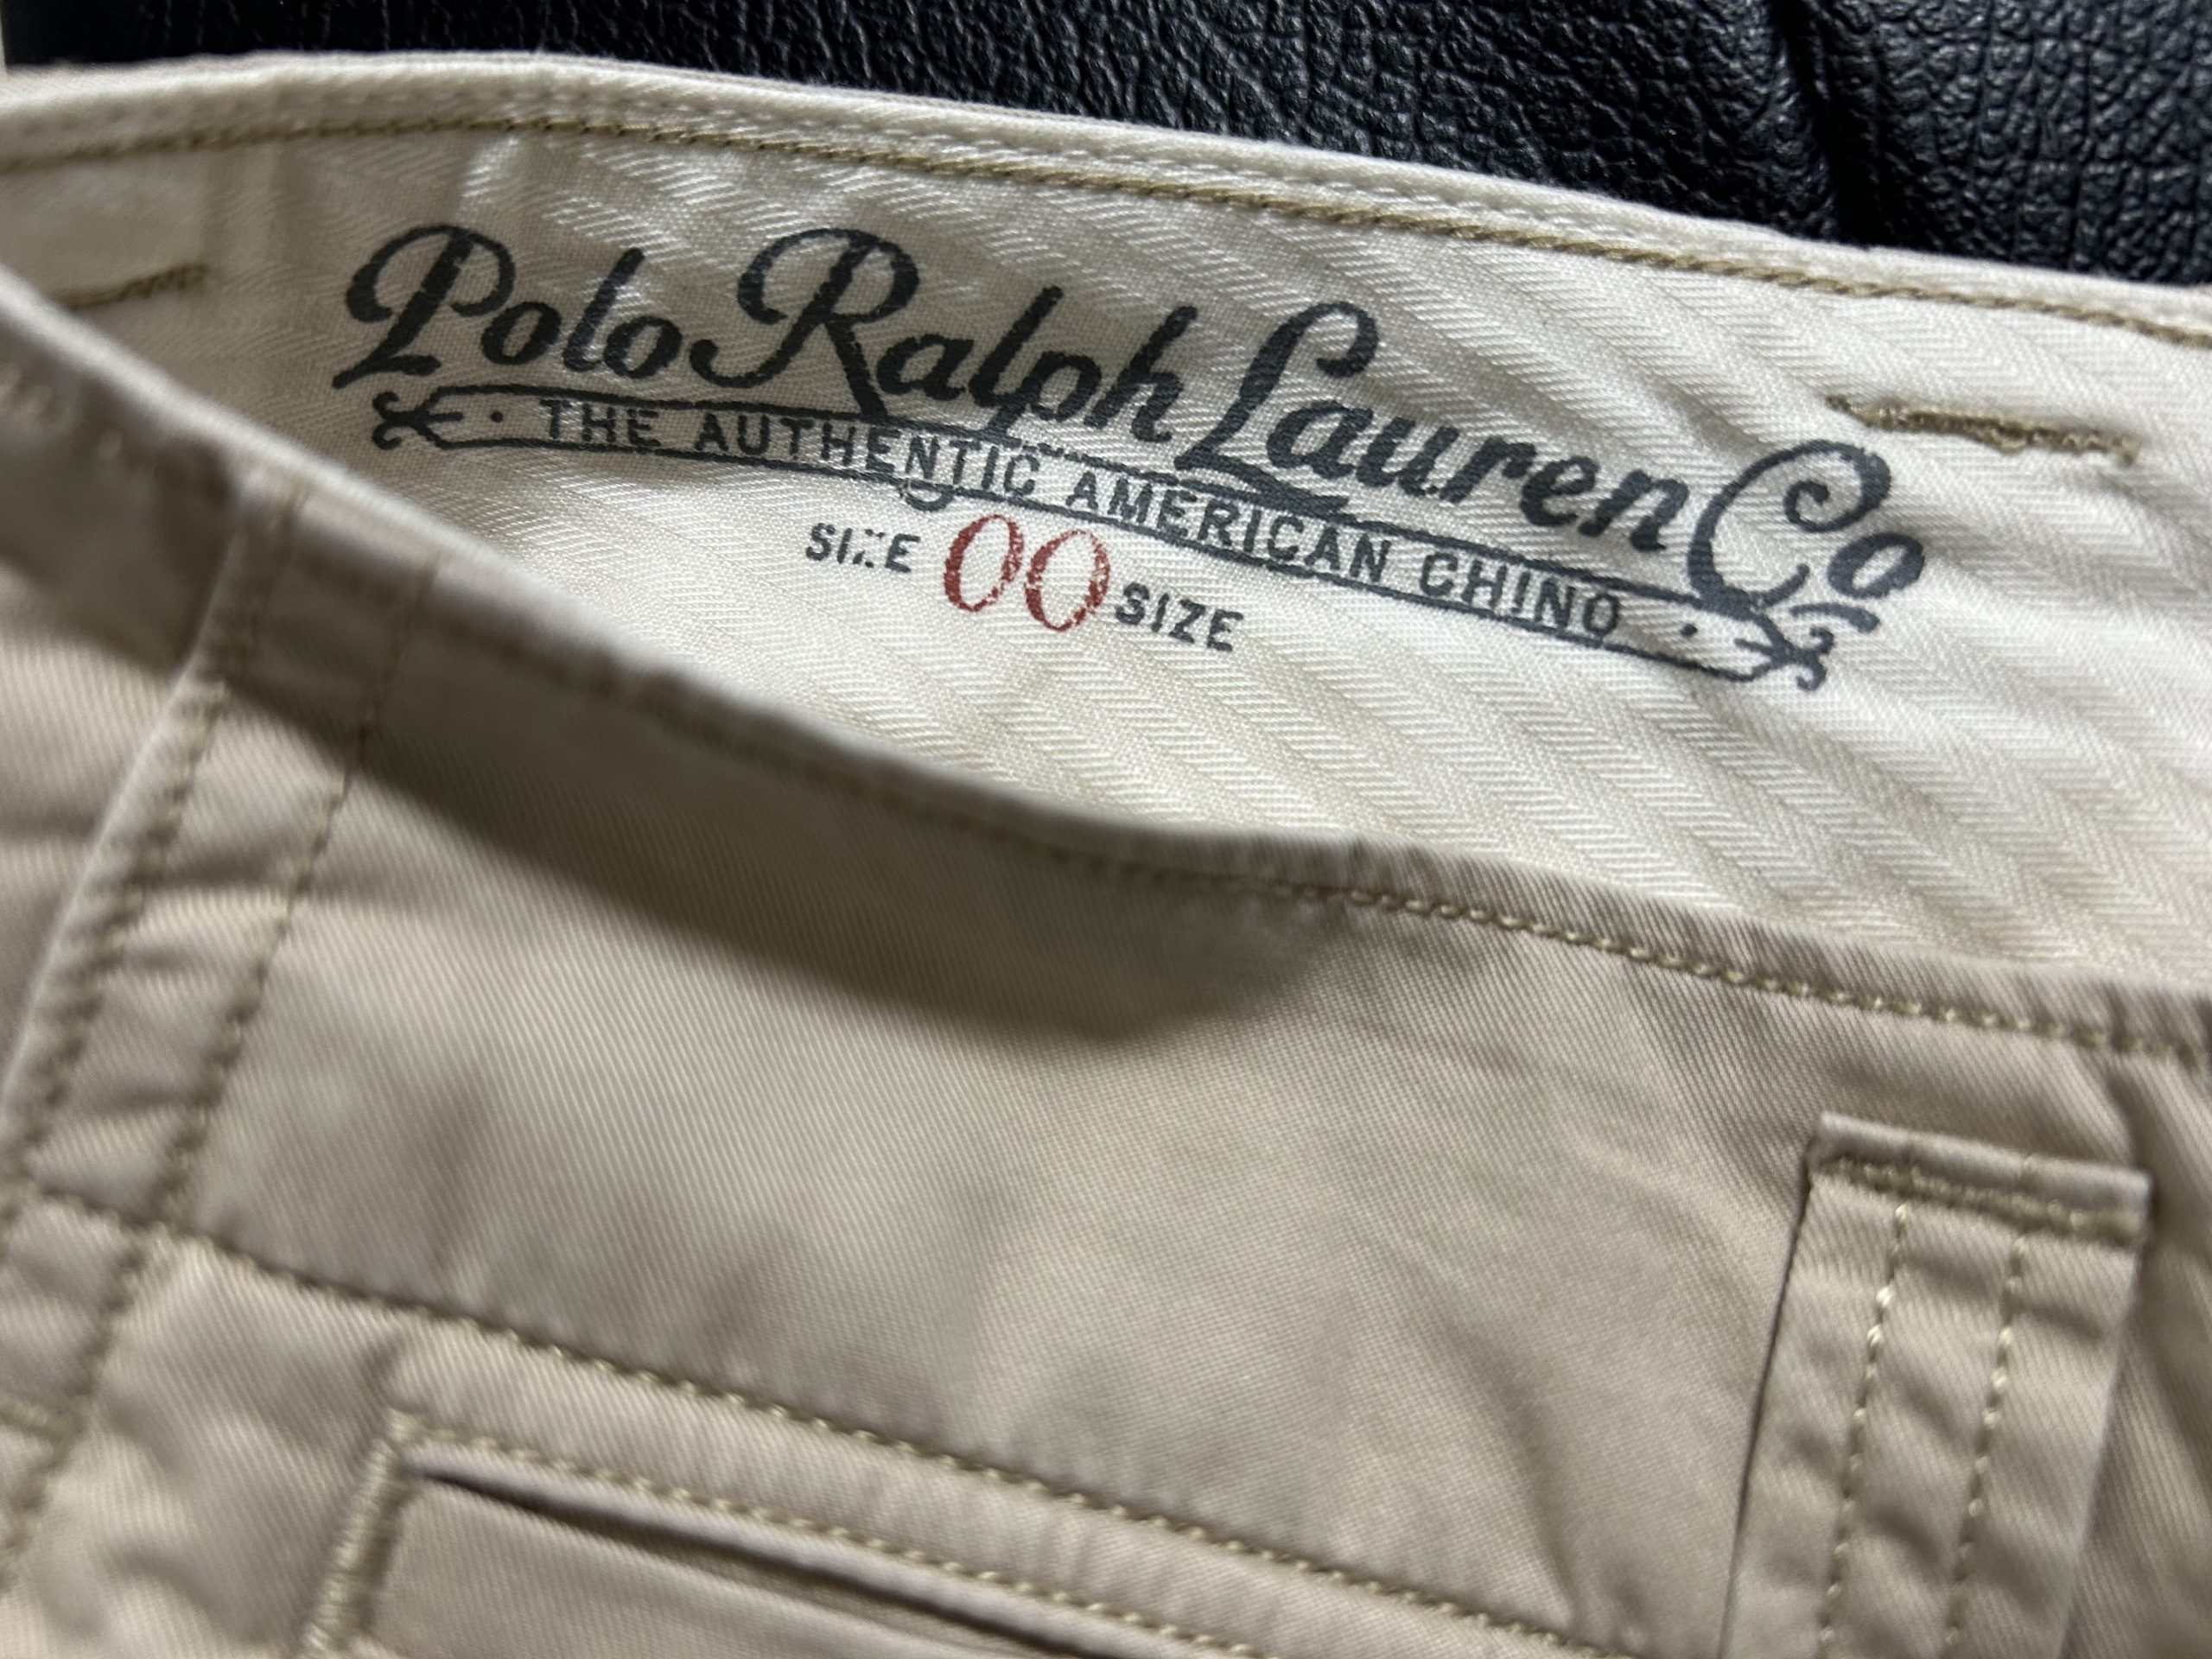 Polo Ralph Lauren Co
· THE AUTHENTIC AMERICAN CHINO ·
SIZE 00 SIZE